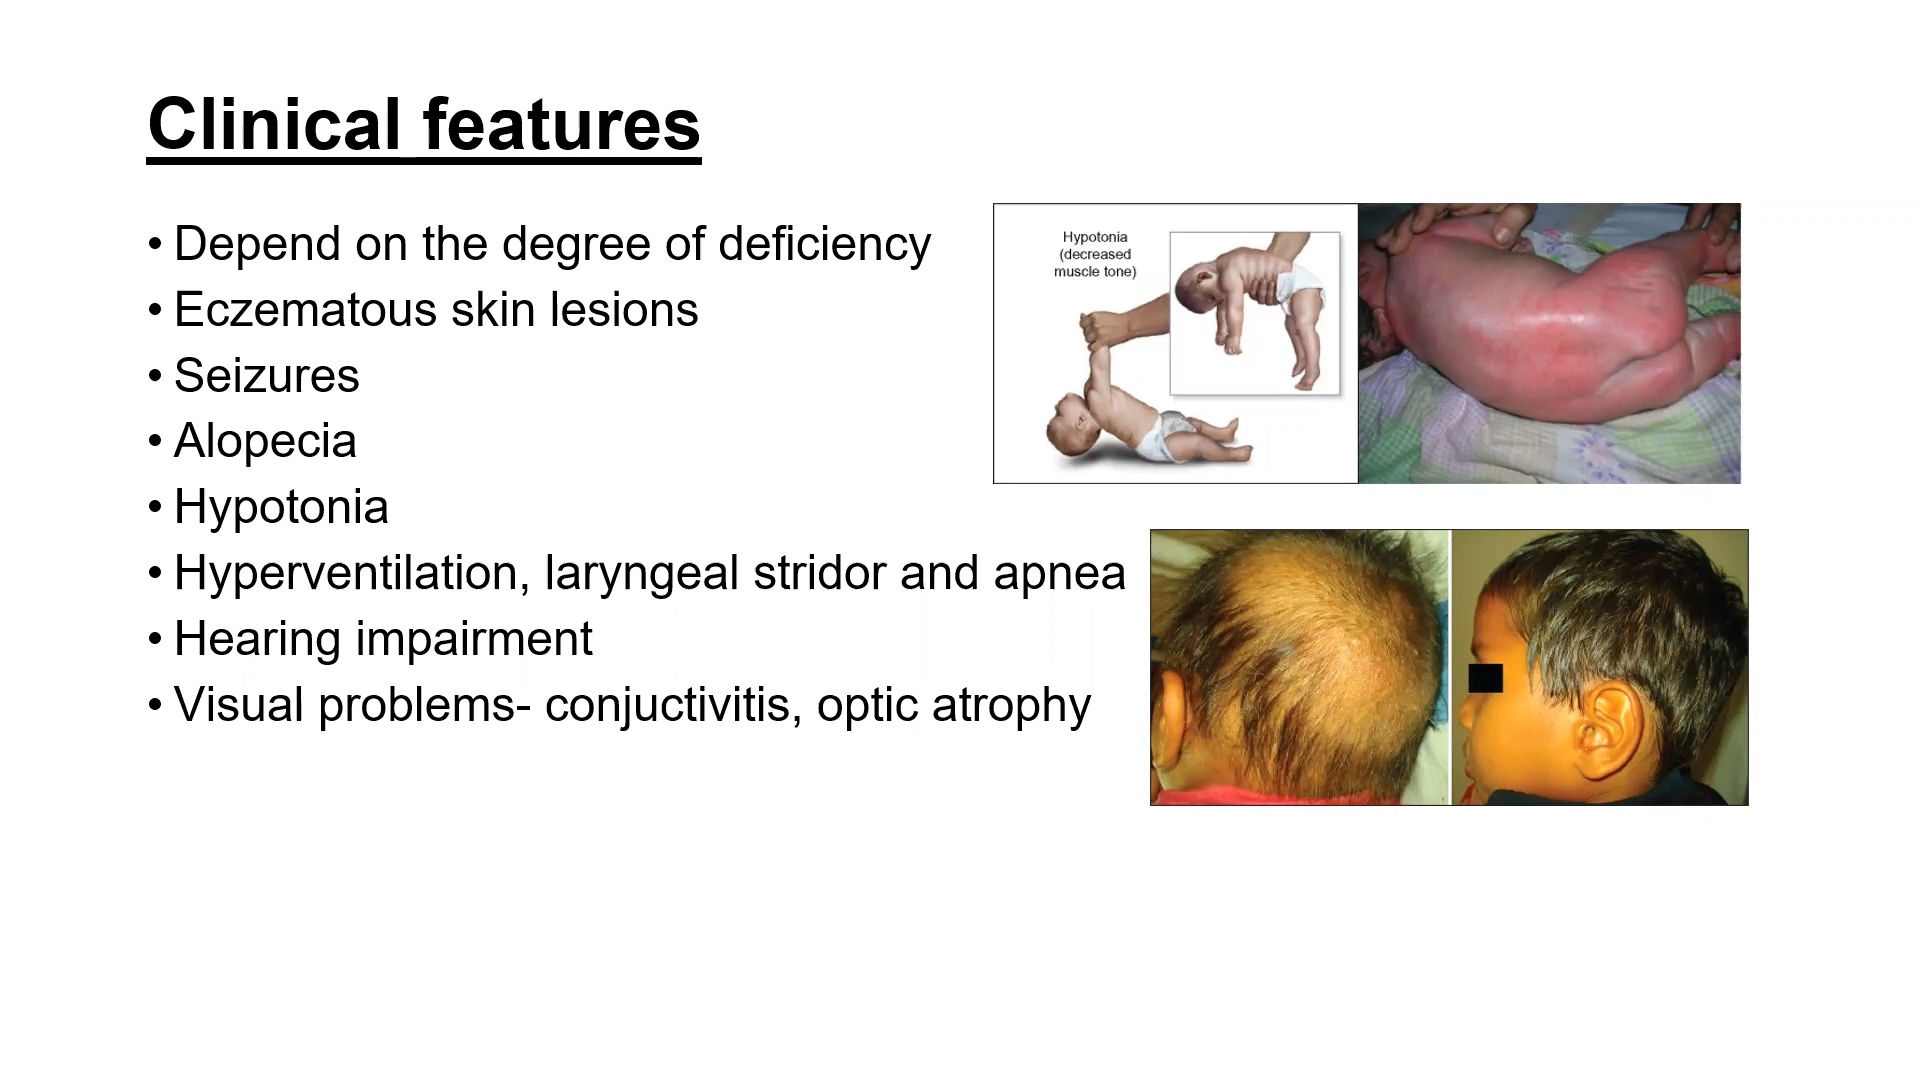 Clinical features
• Depend on the degree of deficiency
• Eczematous skin lesions
• Seizures
• Alopecia
• Hypotonia
• Hyperventilation, laryngeal stridor and apnea
• Hearing impairment
• Visual problems- conjuctivitis, optic atrophy
Hypotonia
(decreased
muscle tone)